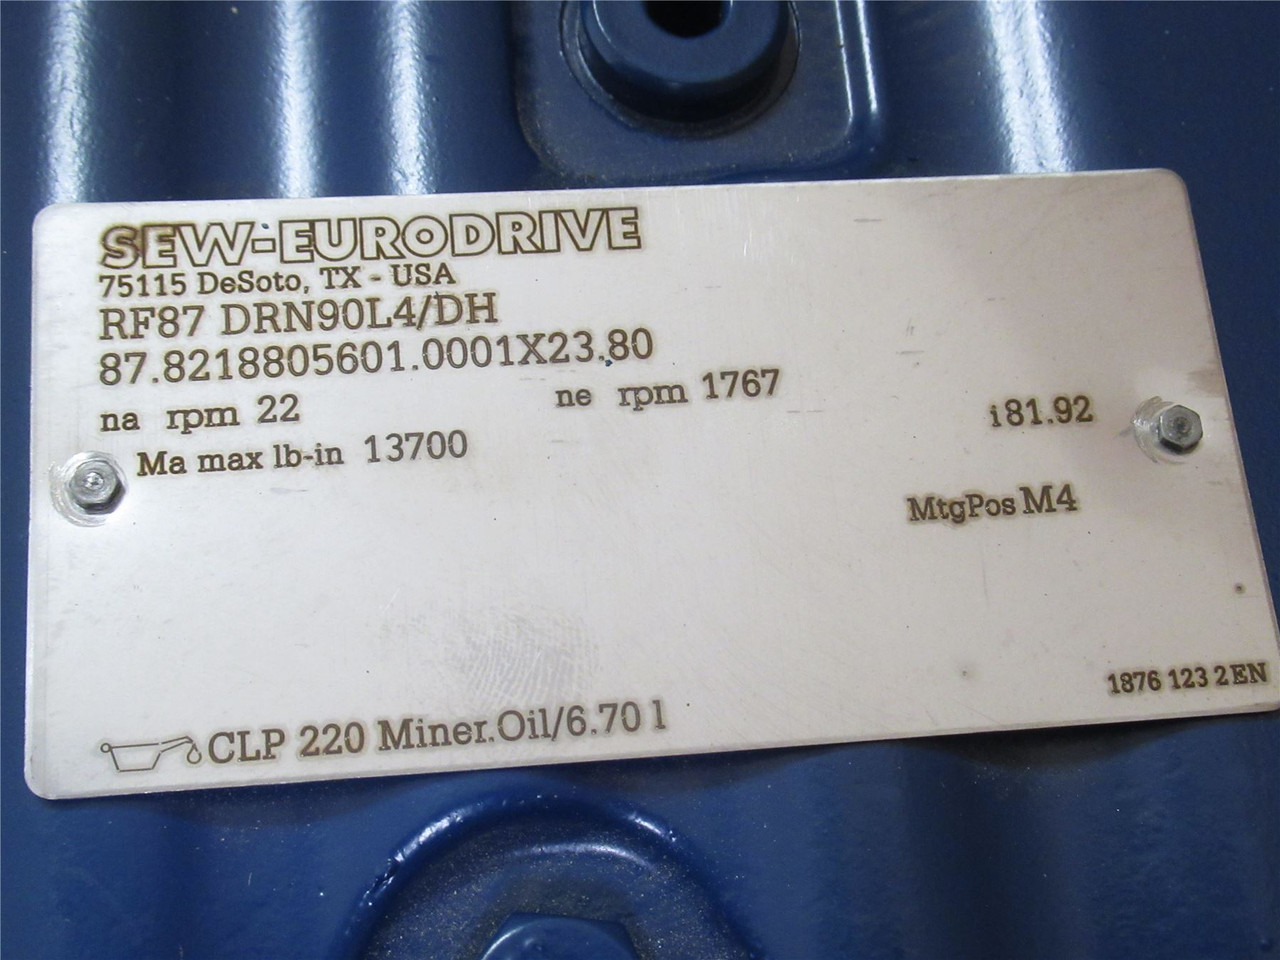 SEW-EURODRIVE
75115 DeSoto, TX - USA
RF87 DRN90L4/DH
87.8218805601.0001X23.80
na rpm 22 ne rpm 1767 i 81.92
Ma max lb-in 13700
MtgPos M4
1876 123 2 EN
CLP 220 Miner.Oil/6.70 l